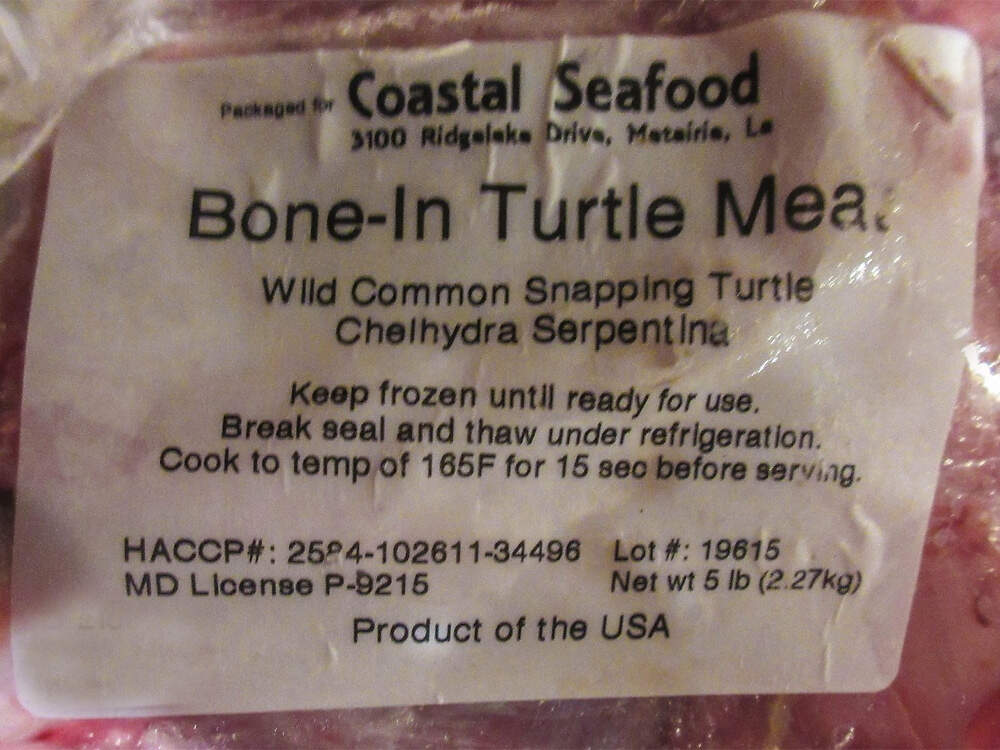 Packaged for Coastal Seafood
3100 Ridgelake Drive, Metairie, La
Bone-In Turtle Meat
Wild Common Snapping Turtle
Chelhydra Serpentina
Keep frozen until ready for use.
Break seal and thaw under refrigeration.
Cook to temp of 165F for 15 sec before serving.
HACCP#: Lot #: 19615
MD License P-9215 Net wt 5 lb (2.27kg)
Product of the USA